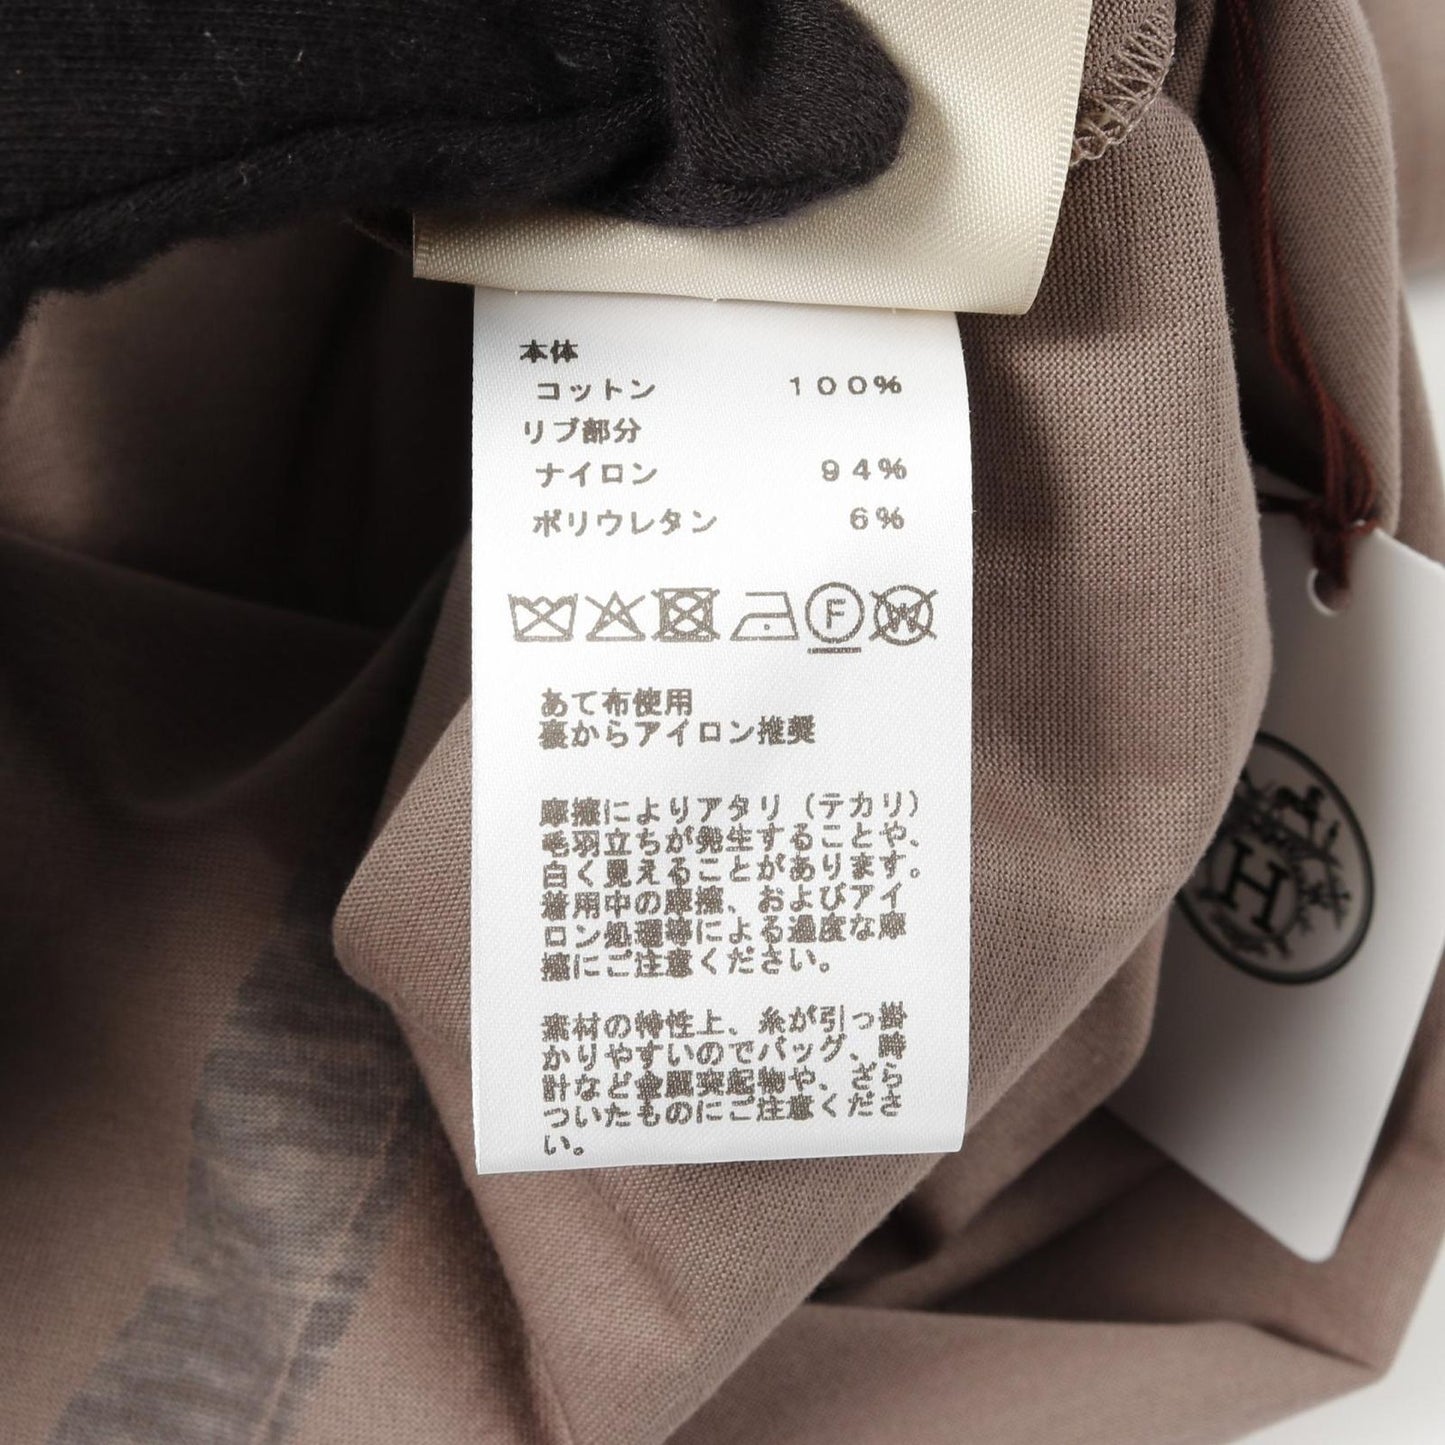 本体
コットン １００％
リブ部分
ナイロン ９４％
ポリウレタン ６％
F W
あて布使用
裏からアイロン推奨
摩擦によりアタリ（テカリ）
毛羽立ちが発生することや、
白く見えることがあります。
着用中の摩擦、およびアイ
ロン処理等による過度な摩
擦にご注意ください。
素材の特性上、糸が引っ掛
かりやすいのでバッグ、時
計など金属突起物や、ざら
ついたものにご注意くださ
い。
H